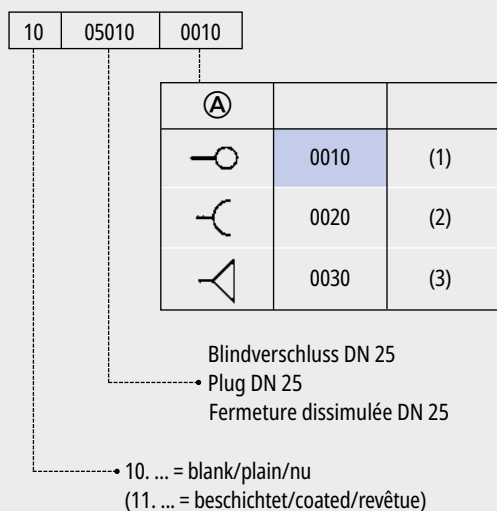 10 05010 0010
Ⓐ
0010 (1)
0020 (2)
0030 (3)
Blindverschluss DN 25
Plug DN 25
Fermeture dissimulée DN 25
10. ... = blank/plain/nu
(11. ... = beschichtet/coated/revêtue)